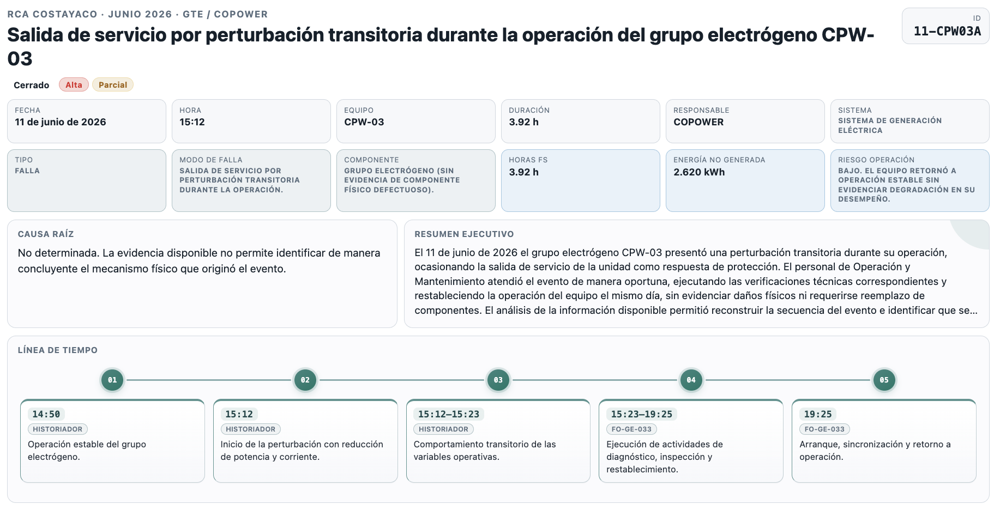 RCA COSTAYACO · JUNIO 2026 · GTE / COPOWER
Salida de servicio por perturbación transitoria durante la operación del grupo electrógeno CPW-
03
ID
11-CPW03A
Cerrado
Alta
Parcial
FECHA
11 de junio de 2026
HORA
15:12
EQUIPO
CPW-03
DURACIÓN
3.92 h
RESPONSABLE
COPOWER
SISTEMA
SISTEMA DE GENERACIÓN
ELÉCTRICA
TIPO
FALLA
MODO DE FALLA
SALIDA DE SERVICIO POR
PERTURBACIÓN TRANSITORIA
DURANTE LA OPERACIÓN.
COMPONENTE
GRUPO ELECTRÓGENO (SIN
EVIDENCIA DE COMPONENTE
FÍSICO DEFECTUOSO).
HORAS FS
3.92 h
ENERGÍA NO GENERADA
2.620 kWh
RIESGO OPERACIÓN
BAJO. EL EQUIPO RETORNÓ A
OPERACIÓN ESTABLE SIN
EVIDENCIAR DEGRADACIÓN EN SU
DESEMPEÑO.
CAUSA RAÍZ
No determinada. La evidencia disponible no permite identificar de manera
concluyente el mecanismo físico que originó el evento.
RESUMEN EJECUTIVO
El 11 de junio de 2026 el grupo electrógeno CPW-03 presentó una perturbación transitoria durante su operación,
ocasionando la salida de servicio de la unidad como respuesta de protección. El personal de Operación y
Mantenimiento atendió el evento de manera oportuna, ejecutando las verificaciones técnicas correspondientes y
restableciendo la operación del equipo el mismo día, sin evidenciar daños físicos ni requerirse reemplazo de
componentes. El análisis de la información disponible permitió reconstruir la secuencia del evento e identificar que se...
LÍNEA DE TIEMPO
01
02
03
04
05
14:50
HISTORIADOR
Operación estable del grupo
electrógeno.
15:12
HISTORIADOR
Inicio de la perturbación con reducción
de potencia y corriente.
15:12–15:23
HISTORIADOR
Comportamiento transitorio de las
variables operativas.
15:23–19:25
FO-GE-033
Ejecución de actividades de
diagnóstico, inspección y
restablecimiento.
19:25
FO-GE-033
Arranque, sincronización y retorno a
operación.